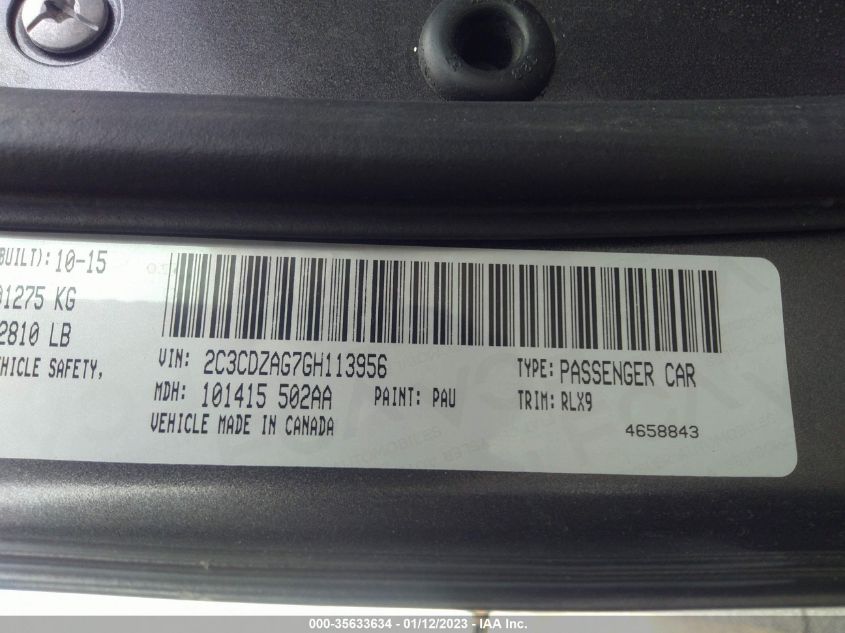 BUILT): 10-15
1275 KG
2810 LB
HICLE SAFETY,
VIN: 2C3CDZAG7GH113956
TYPE: PASSENGER CAR
MDH: 101415 502AA
PAINT: PAU
TRIM: RLX9
VEHICLE MADE IN CANADA
4658843
000-35633634 - 01/12/2023 - © IAA Inc.